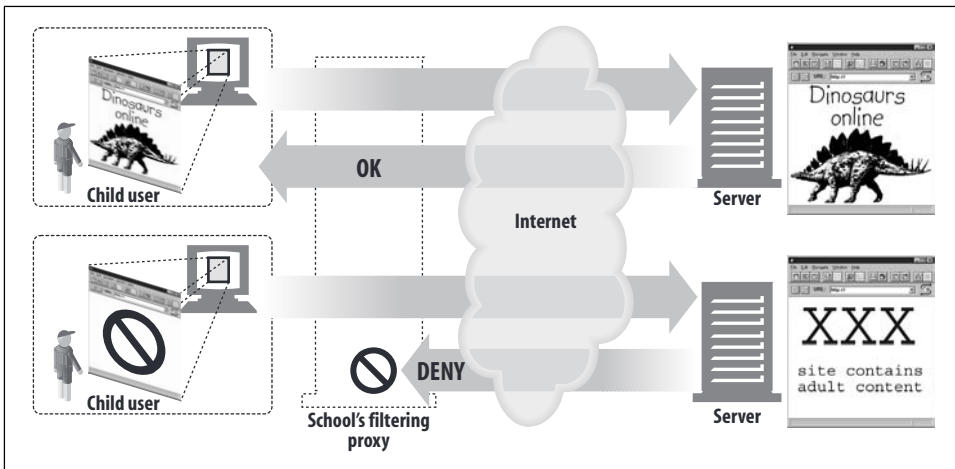 Dinosaurs
online
Child user
OK
Internet
Server
Dinosaurs
online
Child user
DENY
School's filtering
proxy
Server
XXX
site contains
adult content